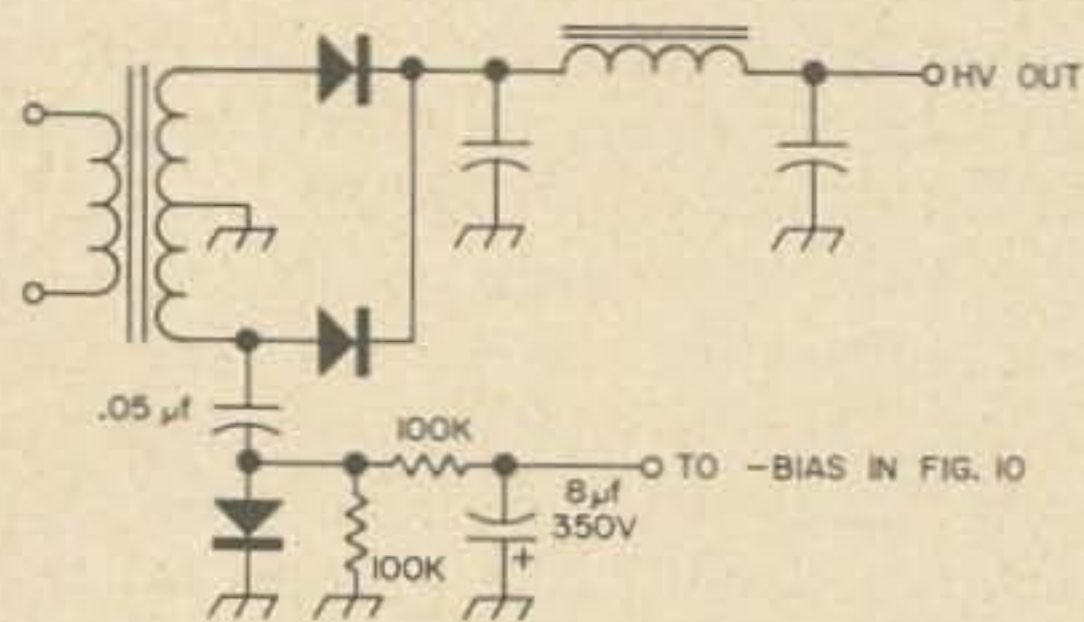 HV OUT
.05 µf
100K
TO -BIAS IN FIG. 10
8µf
350V
+
100K